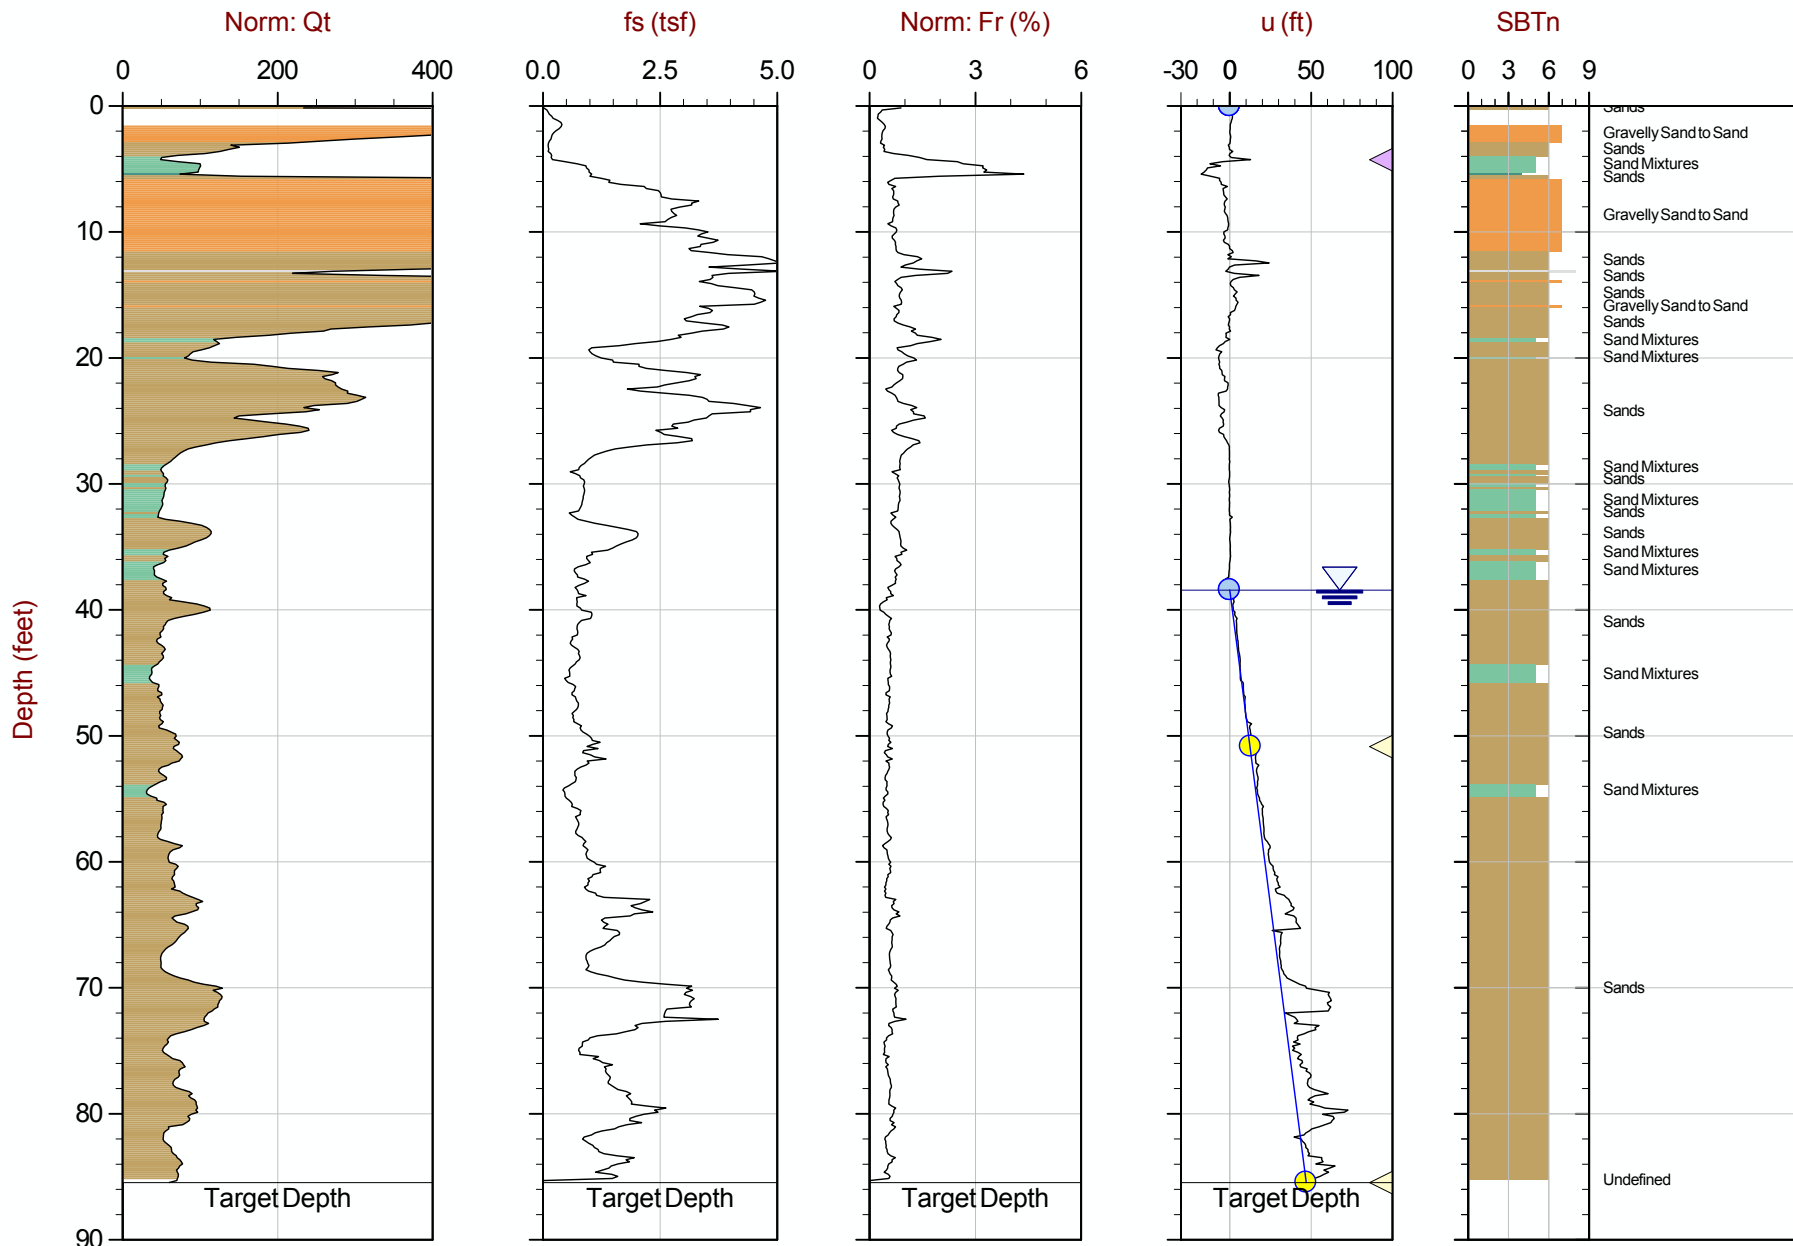 Norm: Qt
fs (tsf)
Norm: Fr (%)
u (ft)
SBTn
0 200 400
0.0 2.5 5.0
0 3 6
-30 0 50 100
0 3 6 9
Depth (feet)
0
10
20
30
40
50
60
70
80
90
Sands
Gravelly Sand to Sand
Sands
Sand Mixtures
Sands
Gravelly Sand to Sand
Sands
Sands
Sands
Gravelly Sand to Sand
Sands
Sand Mixtures
Sand Mixtures
Sands
Sand Mixtures
Sands
Sand Mixtures
Sands
Sands
Sand Mixtures
Sand Mixtures
Sands
Sand Mixtures
Sands
Sand Mixtures
Sands
Undefined
Target Depth
Target Depth
Target Depth
Target Depth